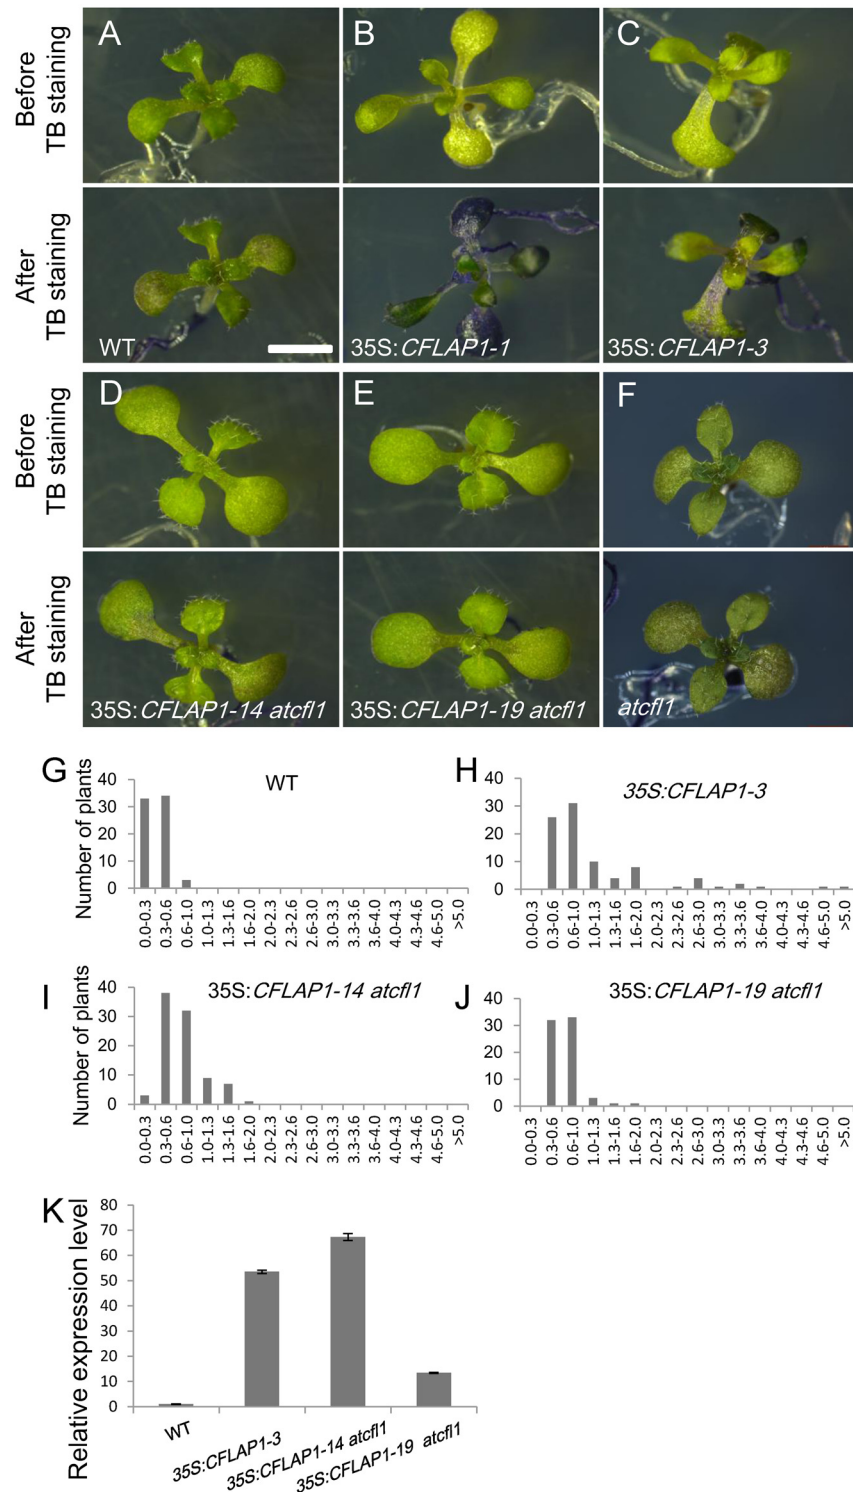 A
B
C
Before
TB staining
After
TB staining
WT
35S:CFLAP1-1
35S:CFLAP1-3
D
E
F
Before
TB staining
After
TB staining
35S:CFLAP1-14 atcfl1
35S:CFLAP1-19 atcfl1
atcfl1
G
WT
Number of plants
40
30
20
10
0
0.0-0.3
0.3-0.6
0.6-1.0
1.0-1.3
1.3-1.6
1.6-2.0
2.0-2.3
2.3-2.6
2.6-3.0
3.0-3.3
3.3-3.6
3.6-4.0
4.0-4.3
4.3-4.6
4.6-5.0
>5.0
H
35S:CFLAP1-3
40
30
20
10
0
0.0-0.3
0.3-0.6
0.6-1.0
1.0-1.3
1.3-1.6
1.6-2.0
2.0-2.3
2.3-2.6
2.6-3.0
3.0-3.3
3.3-3.6
3.6-4.0
4.0-4.3
4.3-4.6
4.6-5.0
>5.0
I
35S:CFLAP1-14 atcfl1
Number of plants
40
30
20
10
0
0.0-0.3
0.3-0.6
0.6-1.0
1.0-1.3
1.3-1.6
1.6-2.0
2.0-2.3
2.3-2.6
2.6-3.0
3.0-3.3
3.3-3.6
3.6-4.0
4.0-4.3
4.3-4.6
4.6-5.0
>5.0
J
35S:CFLAP1-19 atcfl1
40
30
20
10
0
0.0-0.3
0.3-0.6
0.6-1.0
1.0-1.3
1.3-1.6
1.6-2.0
2.0-2.3
2.3-2.6
2.6-3.0
3.0-3.3
3.3-3.6
3.6-4.0
4.0-4.3
4.3-4.6
4.6-5.0
>5.0
K
Relative expression level
80
70
60
50
40
30
20
10
0
WT
35S:CFLAP1-3
35S:CFLAP1-14 atcfl1
35S:CFLAP1-19 atcfl1